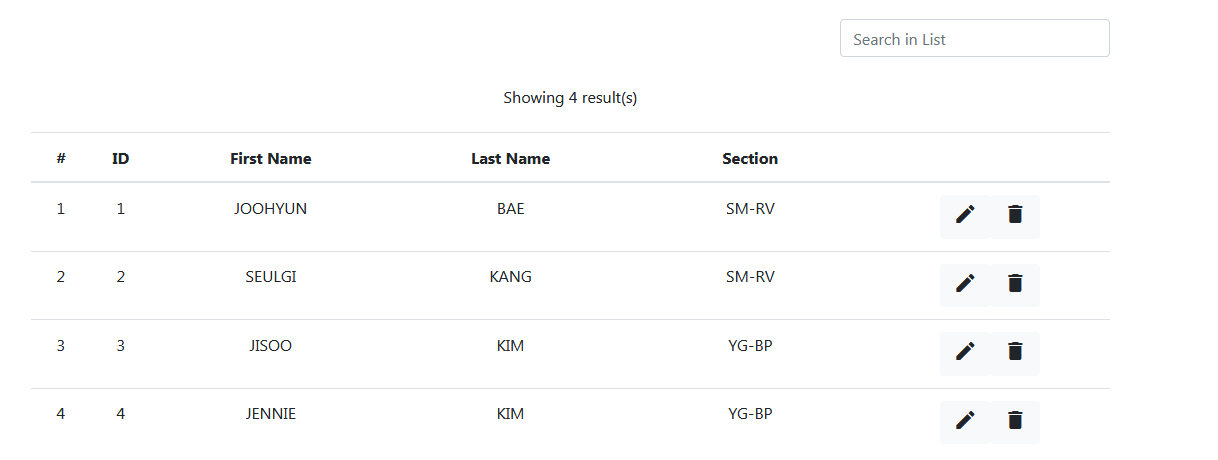 Search in List
Showing 4 result(s)
# ID First Name Last Name Section
1 1 JOOHYUN BAE SM-RV
2 2 SEULGI KANG SM-RV
3 3 JISOO KIM YG-BP
4 4 JENNIE KIM YG-BP